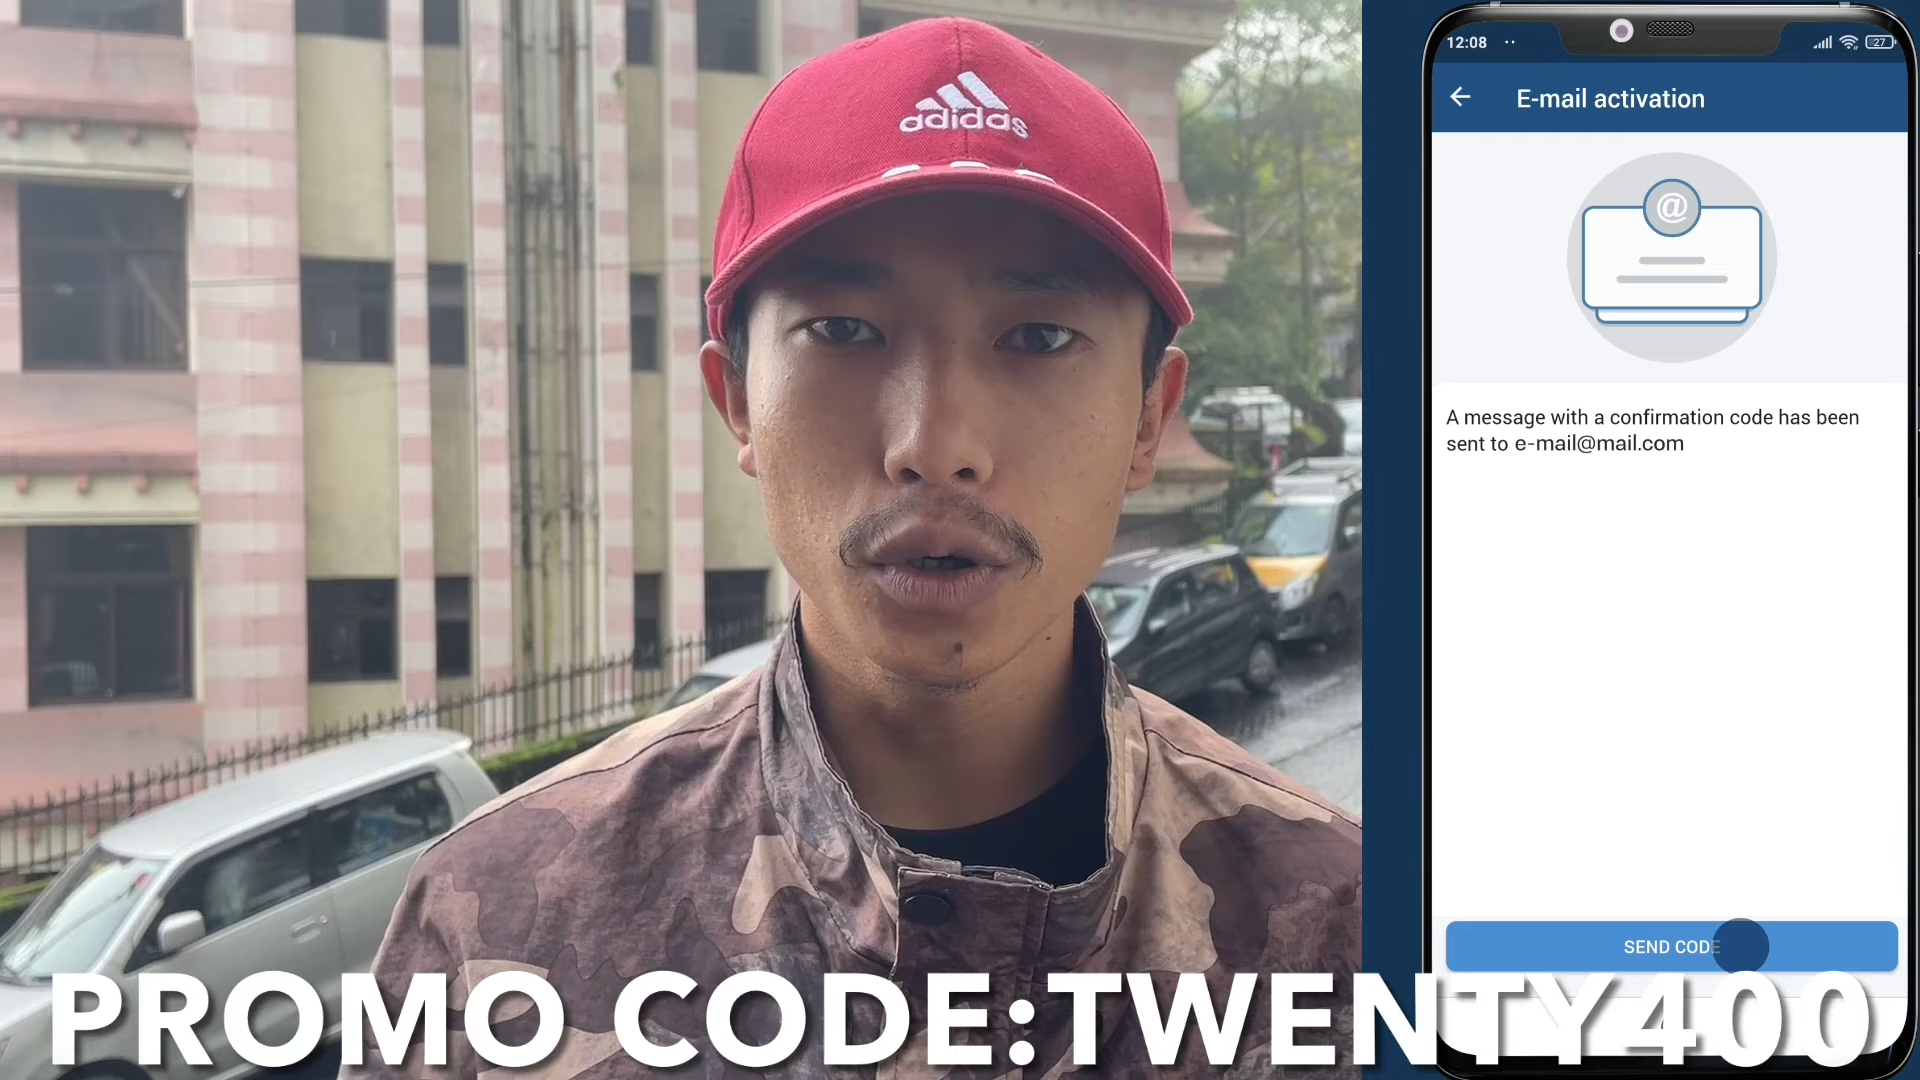 adidas
12:08
27
E-mail activation
@
A message with a confirmation code has been
sent to e-mail@mail.com
SEND CODE
PROMO CODE:TWENTY400